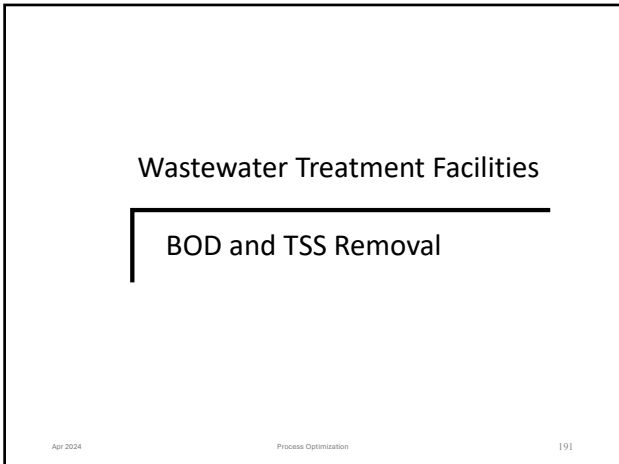 Wastewater Treatment Facilities
BOD and TSS Removal
Apr 2024
Process Optimization
191